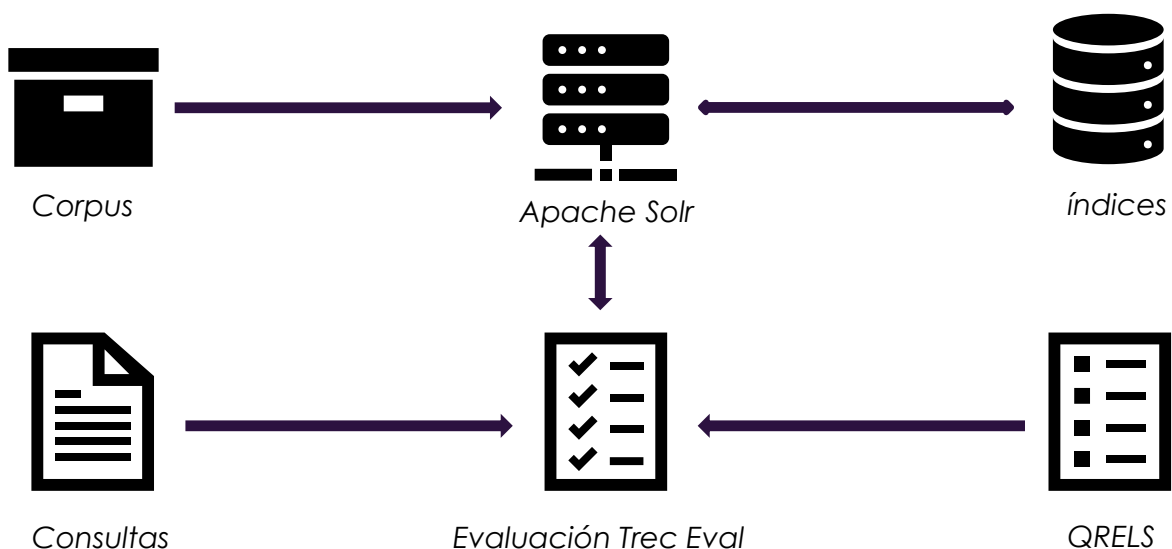 Corpus
Apache Solr
índices
Consultas
Evaluación Trec Eval
QRELS